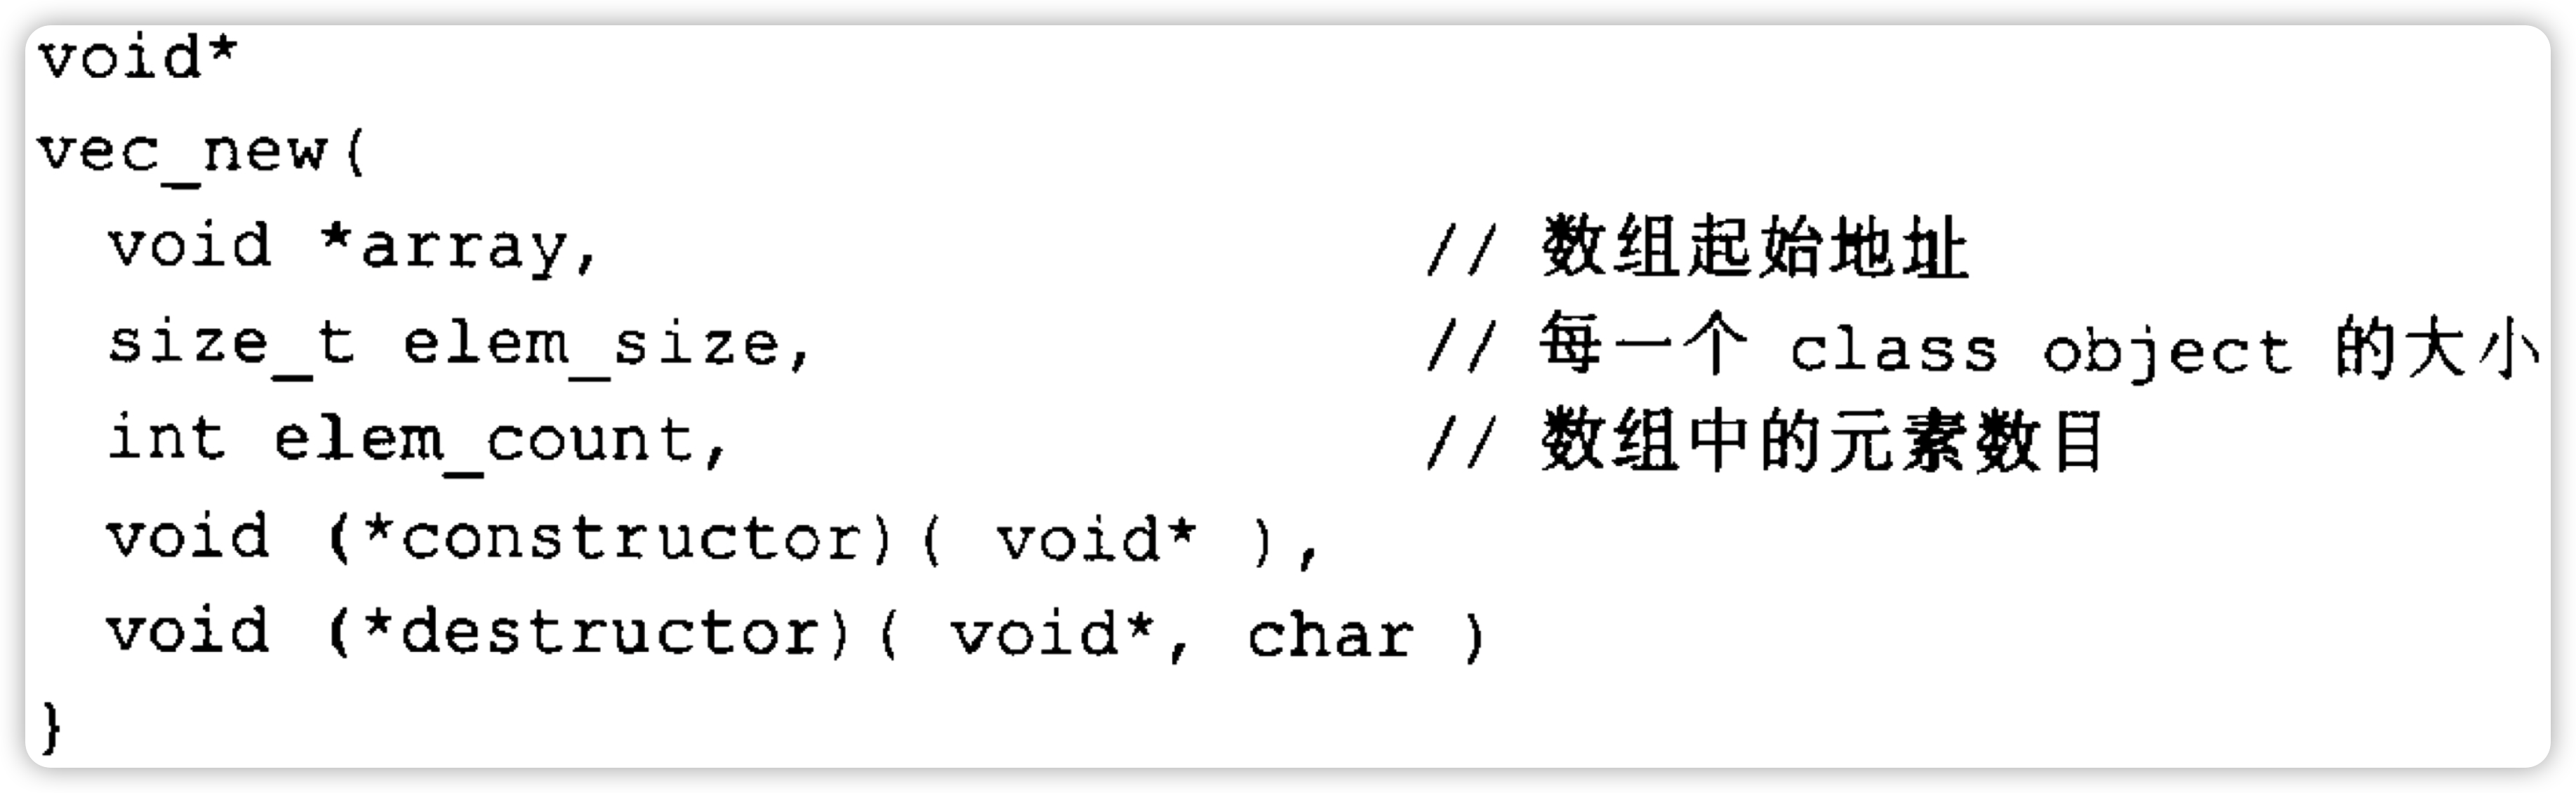 void*
vec_new(
void *array, // 数组起始地址
size_t elem_size, // 每一个 class object 的大小
int elem_count, // 数组中的元素数目
void (*constructor)( void* ),
void (*destructor)( void*, char )
}